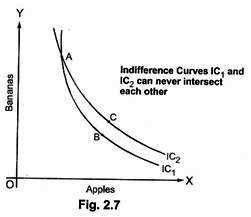 Y
A
Indifference Curves IC₁ and
IC₂ can never intersect
each other
Bananas
C
B
IC₂
IC₁
O
X
Apples
Fig. 2.7